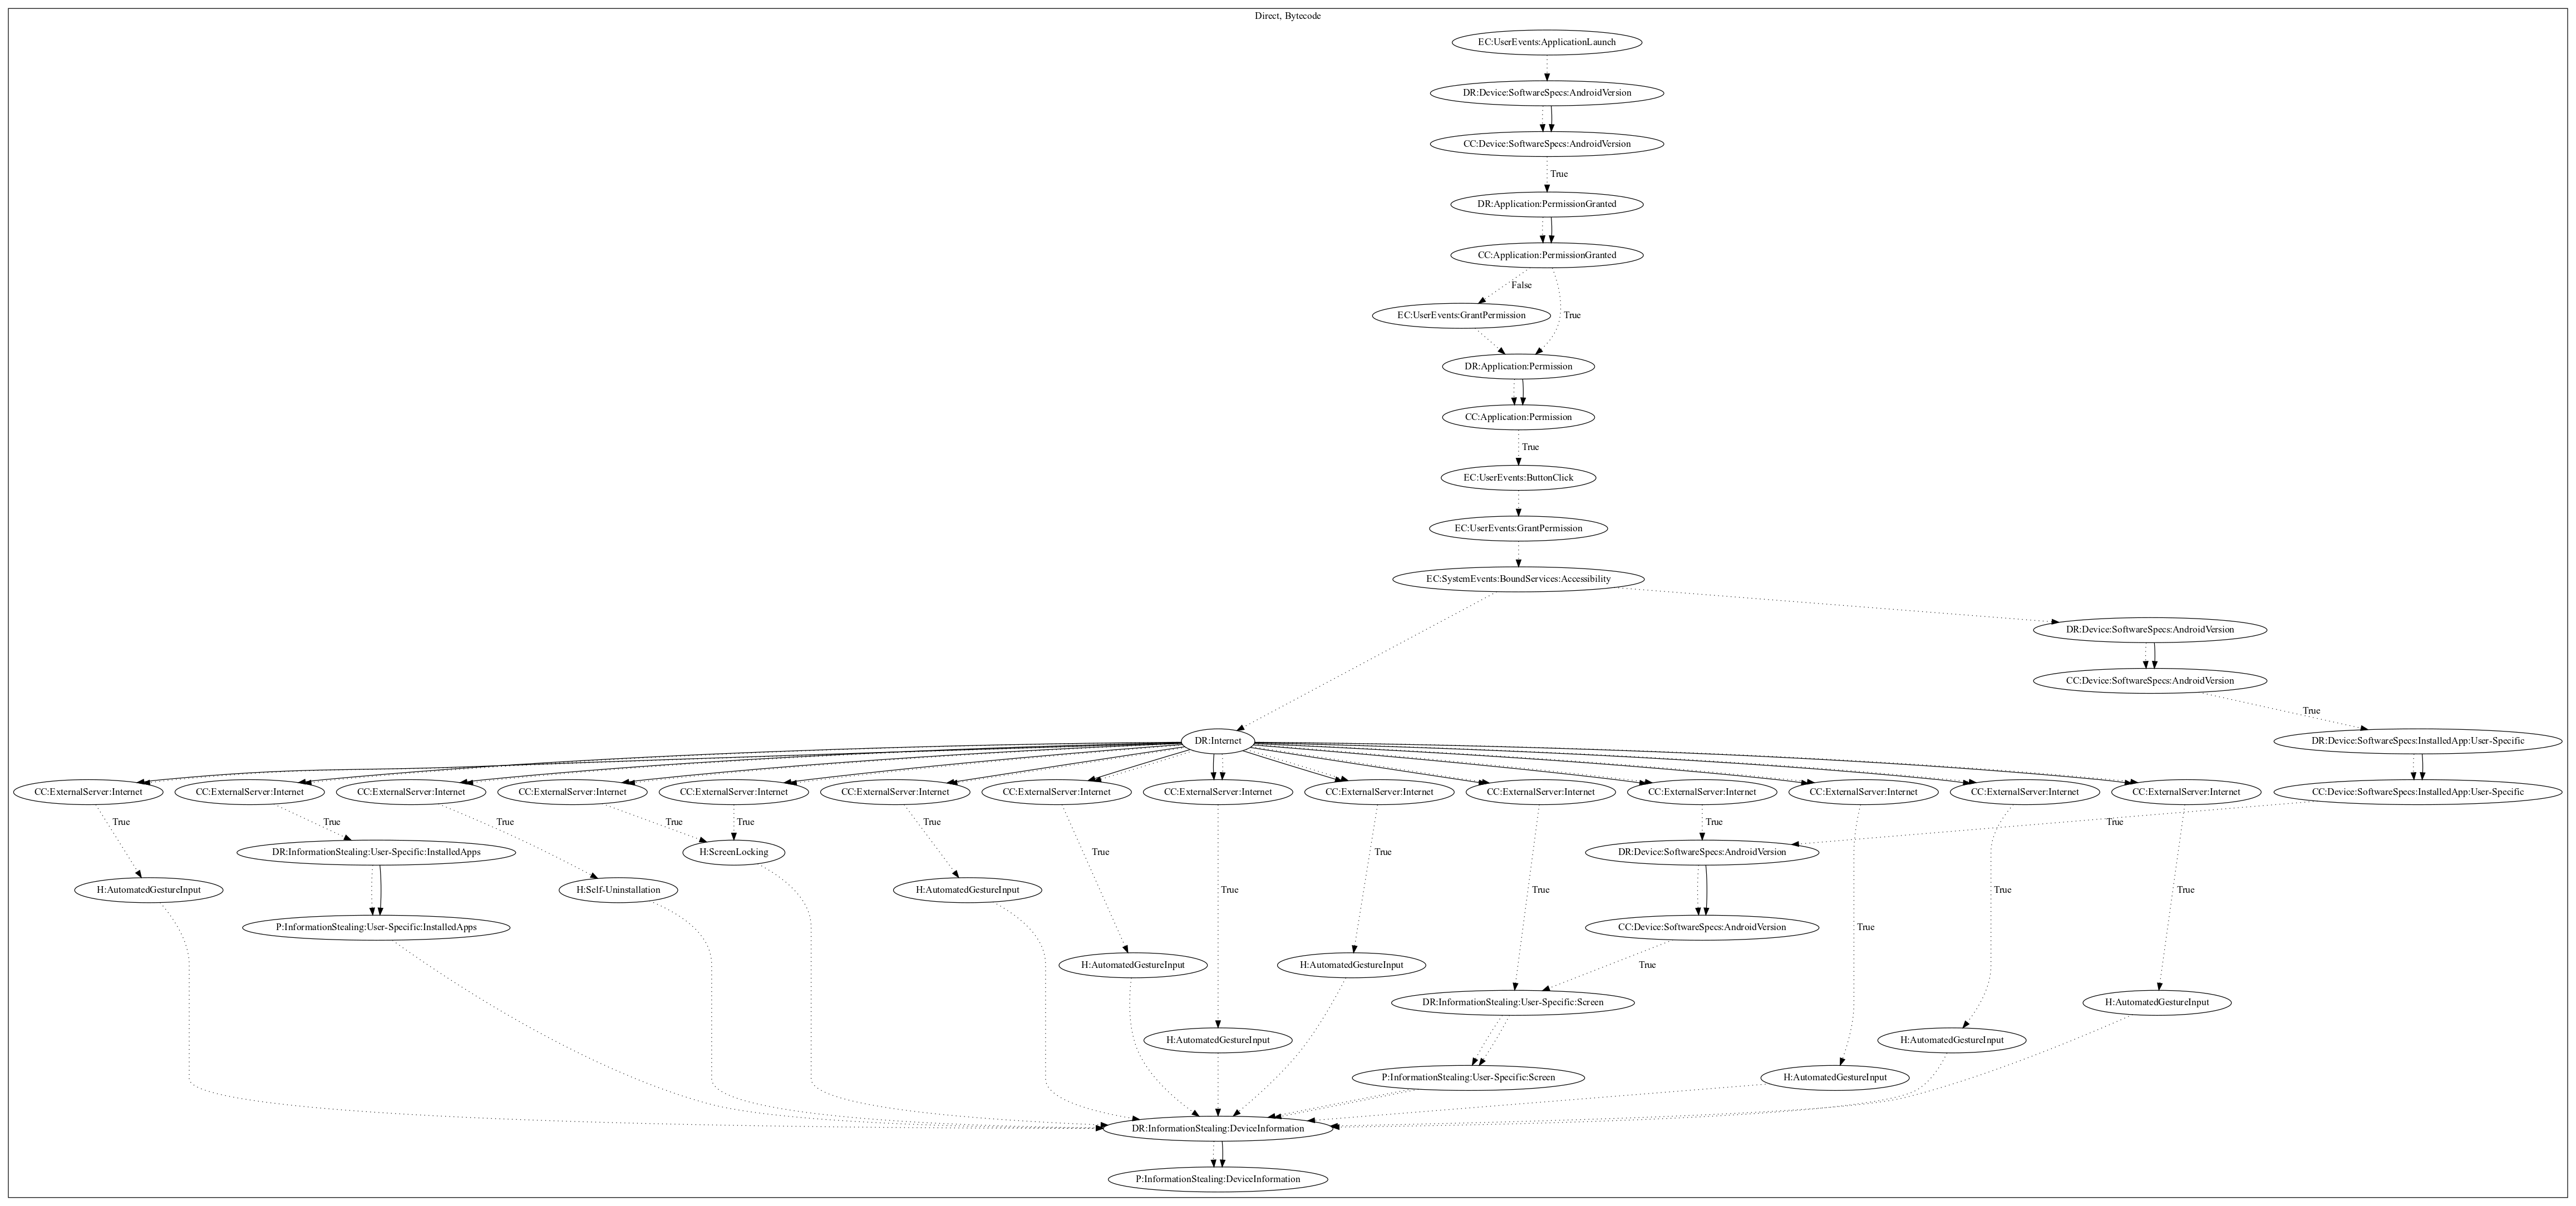 Direct, Bytecode
EC:UserEvents:ApplicationLaunch
DR:Device:SoftwareSpecs:AndroidVersion
CC:Device:SoftwareSpecs:AndroidVersion
True
DR:Application:PermissionGranted
CC:Application:PermissionGranted
False
EC:UserEvents:GrantPermission
True
DR:Application:Permission
CC:Application:Permission
True
EC:UserEvents:ButtonClick
EC:UserEvents:GrantPermission
EC:SystemEvents:BoundServices:Accessibility
DR:Device:SoftwareSpecs:AndroidVersion
CC:Device:SoftwareSpecs:AndroidVersion
True
DR:Internet
DR:Device:SoftwareSpecs:InstalledApp:User-Specific
CC:ExternalServer:Internet
CC:ExternalServer:Internet
CC:ExternalServer:Internet
CC:ExternalServer:Internet
CC:ExternalServer:Internet
CC:ExternalServer:Internet
CC:ExternalServer:Internet
CC:ExternalServer:Internet
CC:ExternalServer:Internet
CC:ExternalServer:Internet
CC:ExternalServer:Internet
CC:ExternalServer:Internet
CC:ExternalServer:Internet
CC:ExternalServer:Internet
CC:Device:SoftwareSpecs:InstalledApp:User-Specific
True
True
True
True
True
True
True
True
DR:InformationStealing:User-Specific:InstalledApps
H:ScreenLocking
True
True
DR:Device:SoftwareSpecs:AndroidVersion
H:AutomatedGestureInput
H:Self-Uninstallation
H:AutomatedGestureInput
True
True
True
True
P:InformationStealing:User-Specific:InstalledApps
CC:Device:SoftwareSpecs:AndroidVersion
True
H:AutomatedGestureInput
H:AutomatedGestureInput
True
DR:InformationStealing:User-Specific:Screen
H:AutomatedGestureInput
H:AutomatedGestureInput
H:AutomatedGestureInput
P:InformationStealing:User-Specific:Screen
H:AutomatedGestureInput
DR:InformationStealing:DeviceInformation
P:InformationStealing:DeviceInformation